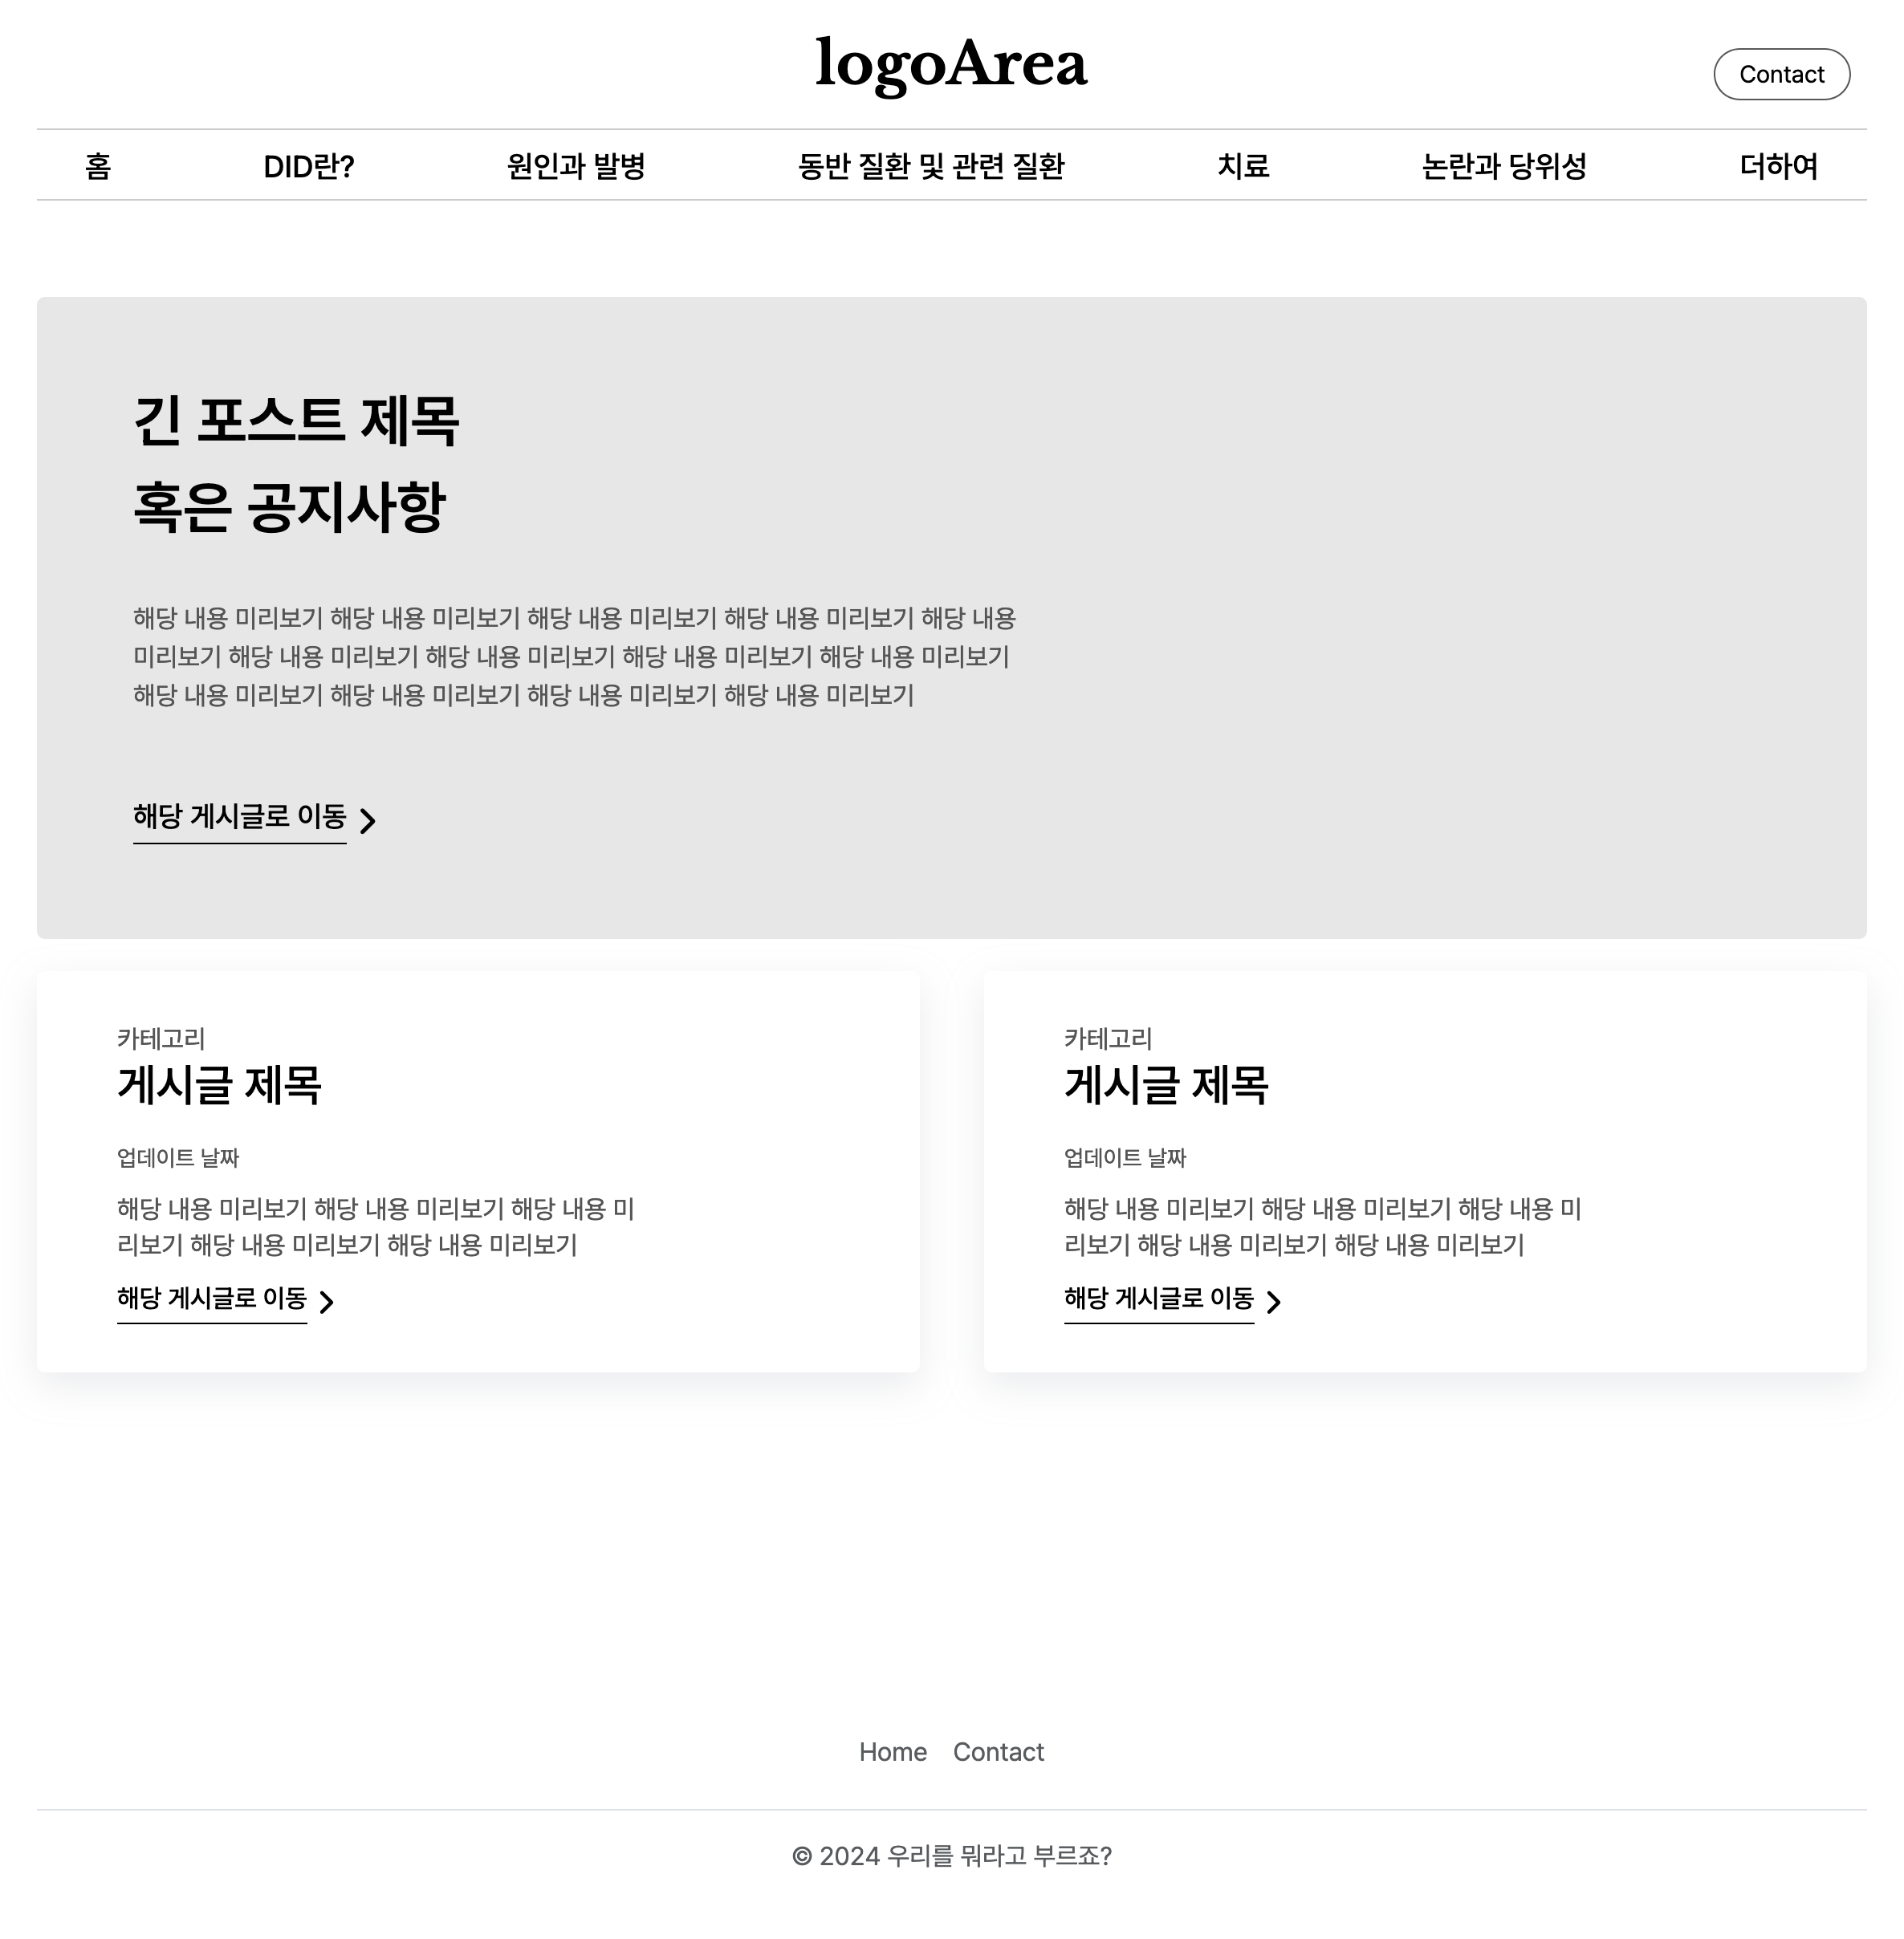 logoArea
Contact
홈 DID란? 원인과 발병 동반 질환 및 관련 질환 치료 논란과 당위성 더하여
긴 포스트 제목
혹은 공지사항
해당 내용 미리보기 해당 내용 미리보기 해당 내용 미리보기 해당 내용 미리보기 해당 내용
미리보기 해당 내용 미리보기 해당 내용 미리보기 해당 내용 미리보기 해당 내용 미리보기
해당 내용 미리보기 해당 내용 미리보기 해당 내용 미리보기 해당 내용 미리보기
해당 게시글로 이동
카테고리
게시글 제목
업데이트 날짜
해당 내용 미리보기 해당 내용 미리보기 해당 내용 미
리보기 해당 내용 미리보기 해당 내용 미리보기
해당 게시글로 이동
카테고리
게시글 제목
업데이트 날짜
해당 내용 미리보기 해당 내용 미리보기 해당 내용 미
리보기 해당 내용 미리보기 해당 내용 미리보기
해당 게시글로 이동
Home Contact
© 2024 우리를 뭐라고 부르죠?